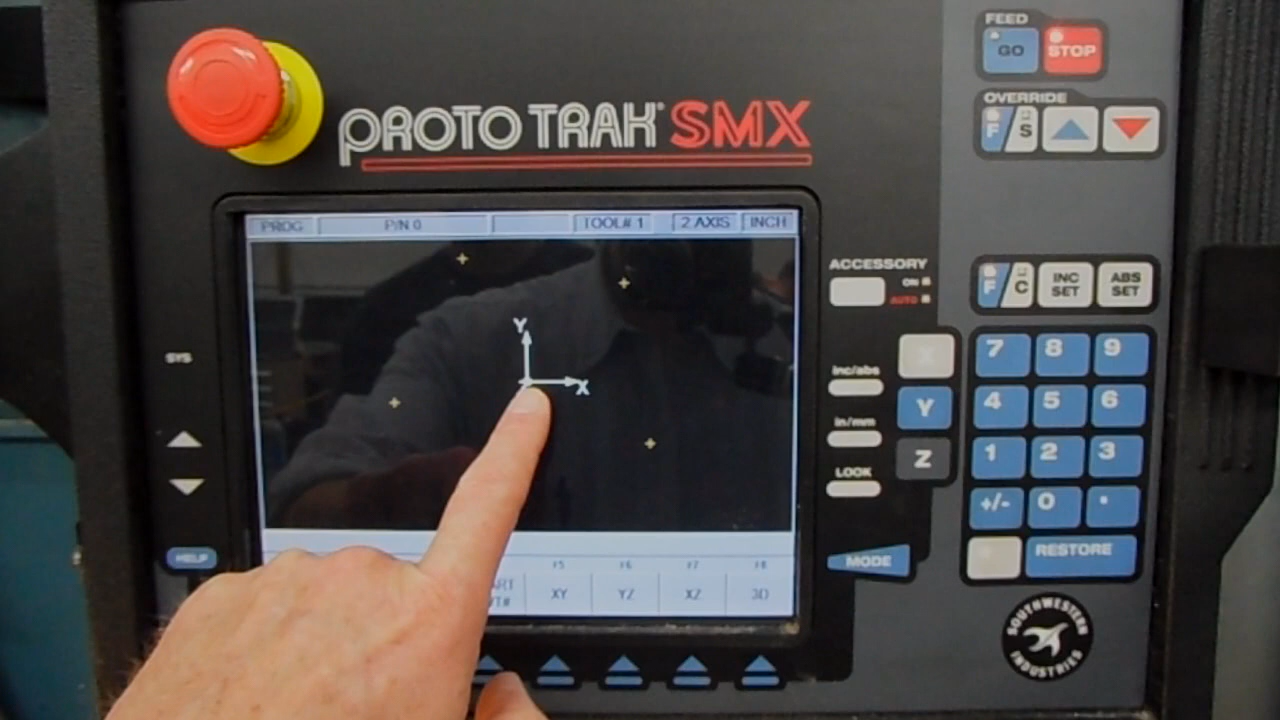 FEED
GO STOP
PROTO TRAK SMX
OVERRIDE
F S
PROG P/N 0 TOOL# 1 2 AXIS INCH
ACCESSORY
ON
AUTO
F C INC SET ABS SET
Y
X
SYS
inc/abs
X
7 8 9
in/mm
Y
4 5 6
LOOK
Z
1 2 3
+/- 0 .
HELP
MODE
RESTORE
F5 F6 F7 F8
XY YZ XZ 3D
SOUTHWESTERN INDUSTRIES